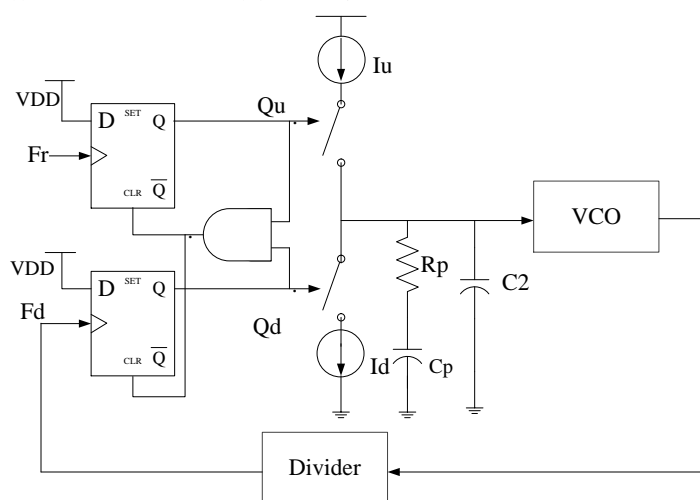 Iu
VDD
Qu
D SET Q
Fr
CLR Q
VCO
VDD
Rp
C2
D SET Q
Fd
Qd
CLR Q
Id
Cp
Divider